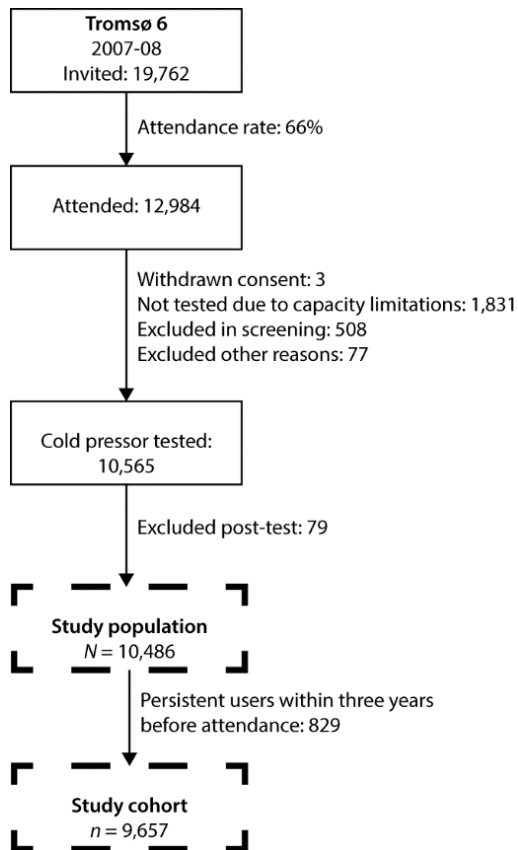 Tromsø 6
2007-08
Invited: 19,762
Attendance rate: 66%
Attended: 12,984
Withdrawn consent: 3
Not tested due to capacity limitations: 1,831
Excluded in screening: 508
Excluded other reasons: 77
Cold pressor tested:
10,565
Excluded post-test: 79
Study population
N = 10,486
Persistent users within three years
before attendance: 829
Study cohort
n = 9,657